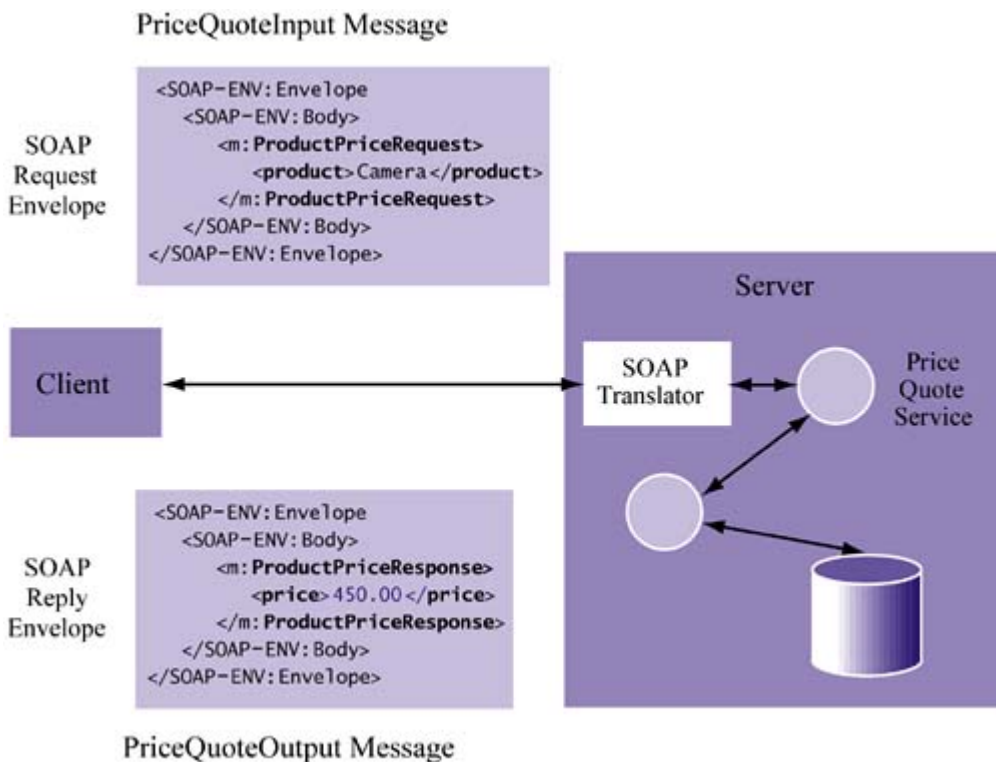 PriceQuoteInput Message
SOAP
Request
Envelope
<SOAP-ENV:Envelope
<SOAP-ENV:Body>
<m:ProductPriceRequest>
<product>Camera</product>
</m:ProductPriceRequest>
</SOAP-ENV:Body>
</SOAP-ENV:Envelope>
Server
Client
SOAP
Translator
Price
Quote
Service
SOAP
Reply
Envelope
<SOAP-ENV:Envelope
<SOAP-ENV:Body>
<m:ProductPriceResponse>
<price>450.00</price>
</m:ProductPriceResponse>
</SOAP-ENV:Body>
</SOAP-ENV:Envelope>
PriceQuoteOutput Message